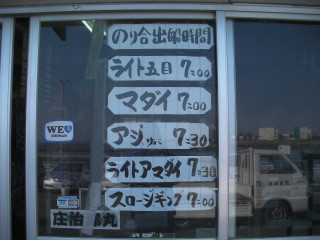 のり合出船時間
ライト五目 7:00
マダイ 7:00
アジ サバ 7:30
ライトアマダイ 7:30
スロージギング 7:00
WE
SHONAN
庄治 丸